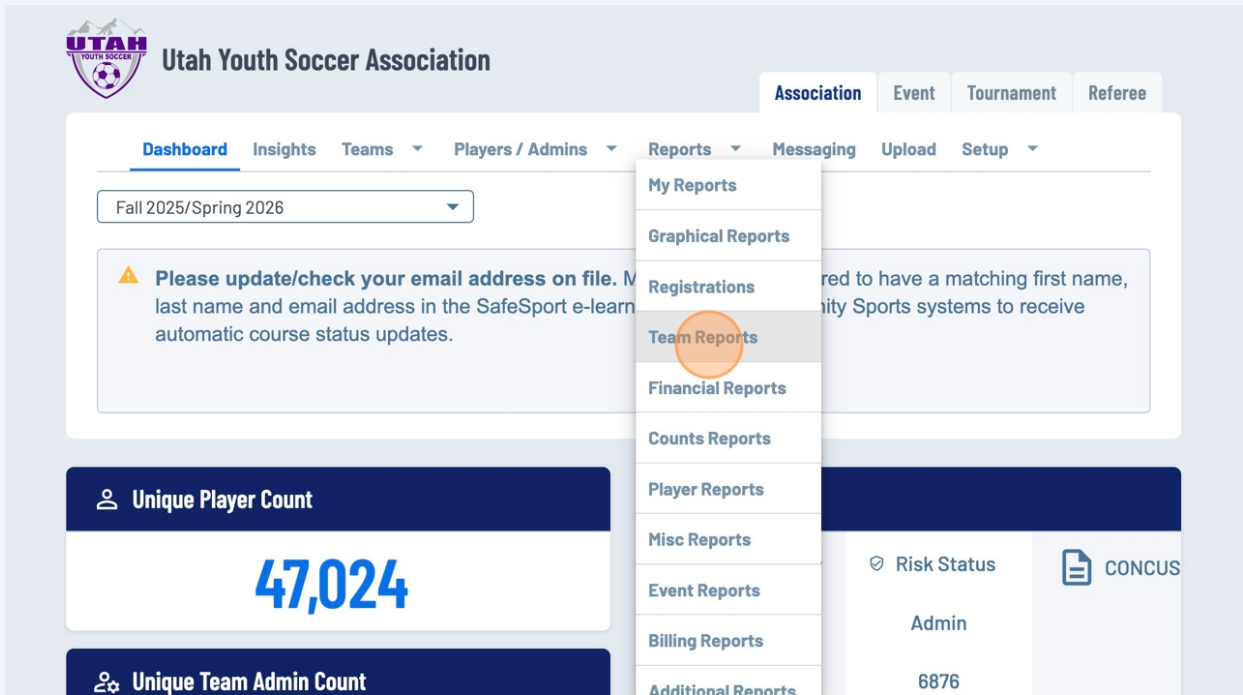 UTAH
YOUTH SOCCER
Utah Youth Soccer Association
Association Event Tournament Referee
Dashboard Insights Teams Players / Admins Reports Messaging Upload Setup
Fall 2025/Spring 2026
My Reports
Graphical Reports
Registrations
Team Reports
Financial Reports
Counts Reports
Player Reports
Misc Reports
Event Reports
Billing Reports
Additional Reports
Please update/check your email address on file. M red to have a matching first name,
last name and email address in the SafeSport e-learn nity Sports systems to receive
automatic course status updates.
Unique Player Count
47,024
Unique Team Admin Count
Risk Status
Admin
6876
CONCUS